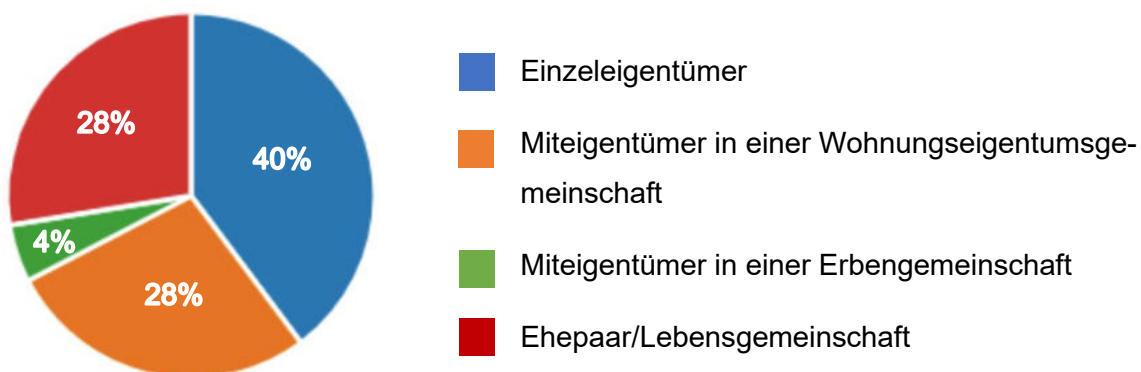 28%
40%
4%
28%
Einzeleigentümer
Miteigentümer in einer Wohnungseigentumsge-
meinschaft
Miteigentümer in einer Erbengemeinschaft
Ehepaar/Lebensgemeinschaft